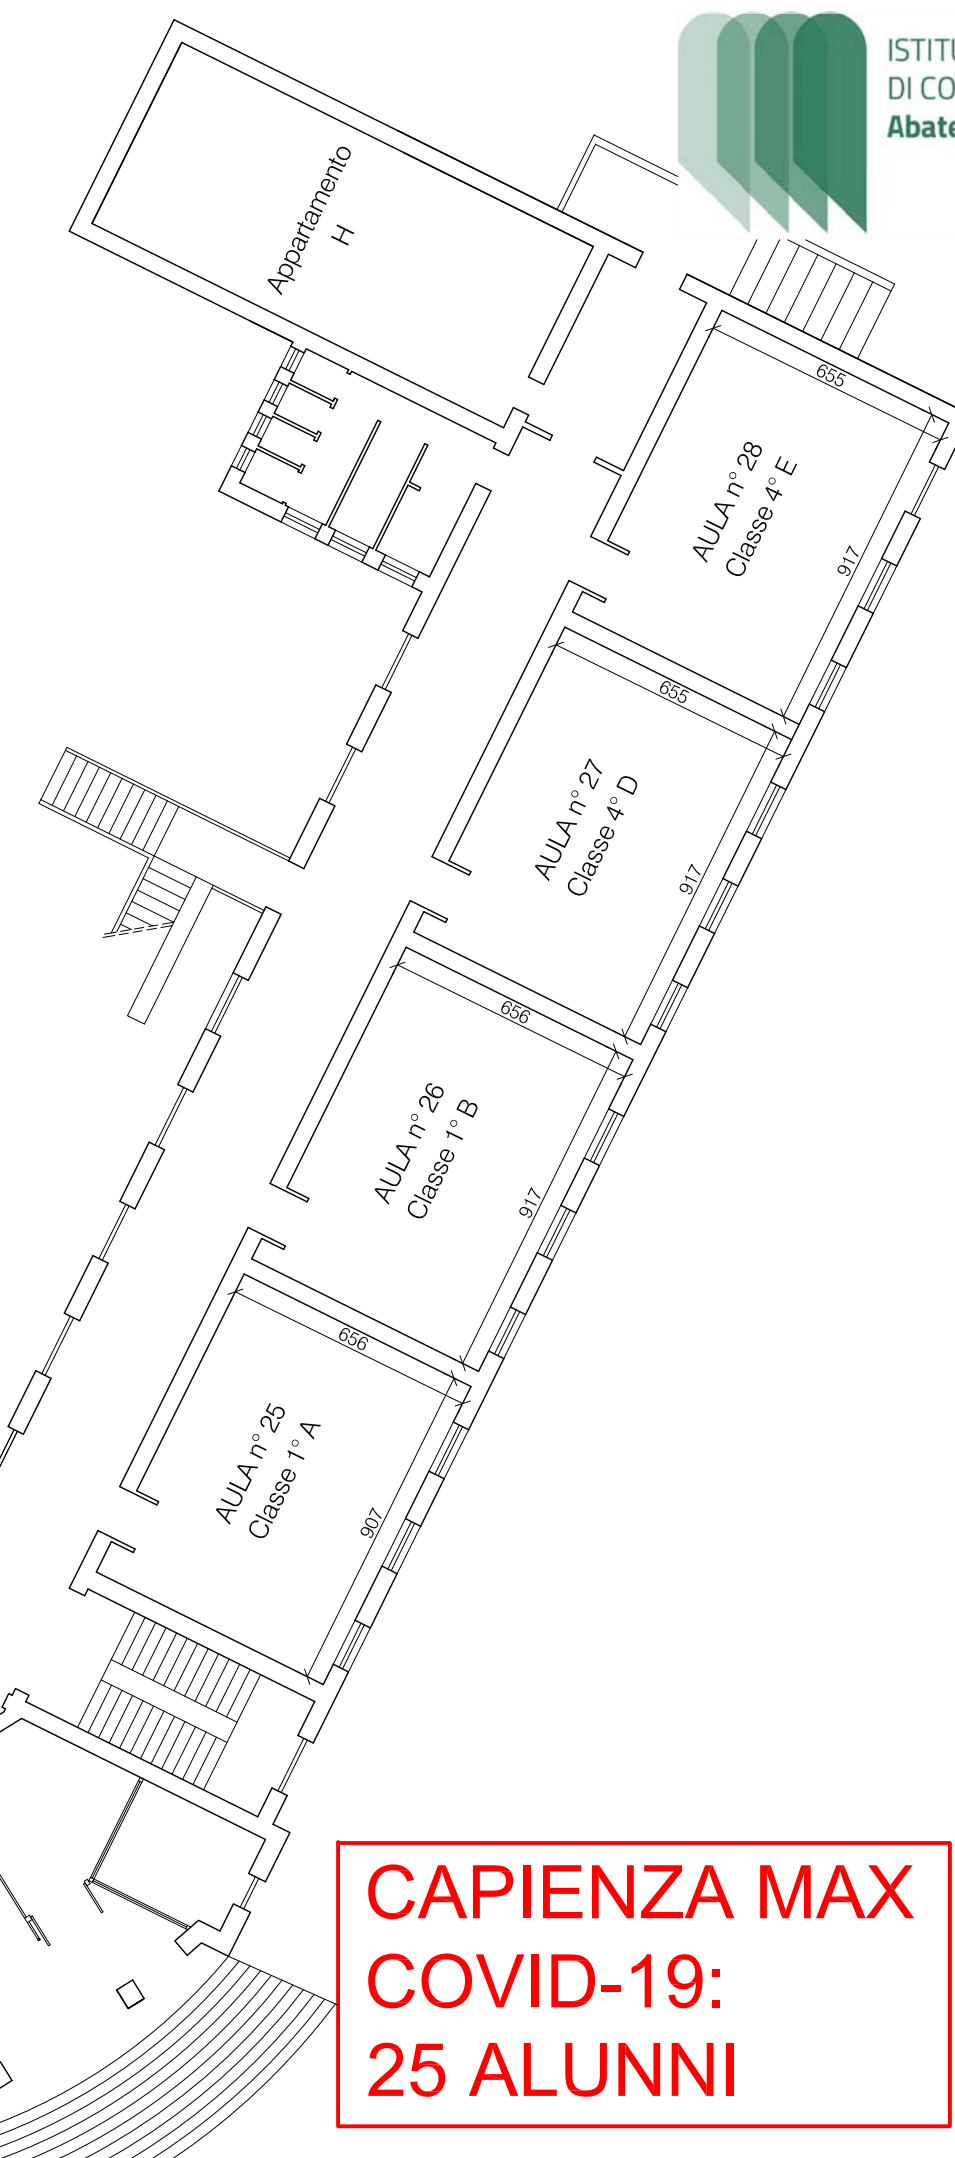 ISTITU
DI CO
Abate
Appartamento
H
655
AULA n° 28
Classe 4° E
917
655
AULA n° 27
Classe 4° D
917
656
AULA n° 26
Classe 1° B
917
656
AULA n° 25
Classe 1° A
907
CAPIENZA MAX
COVID-19:
25 ALUNNI